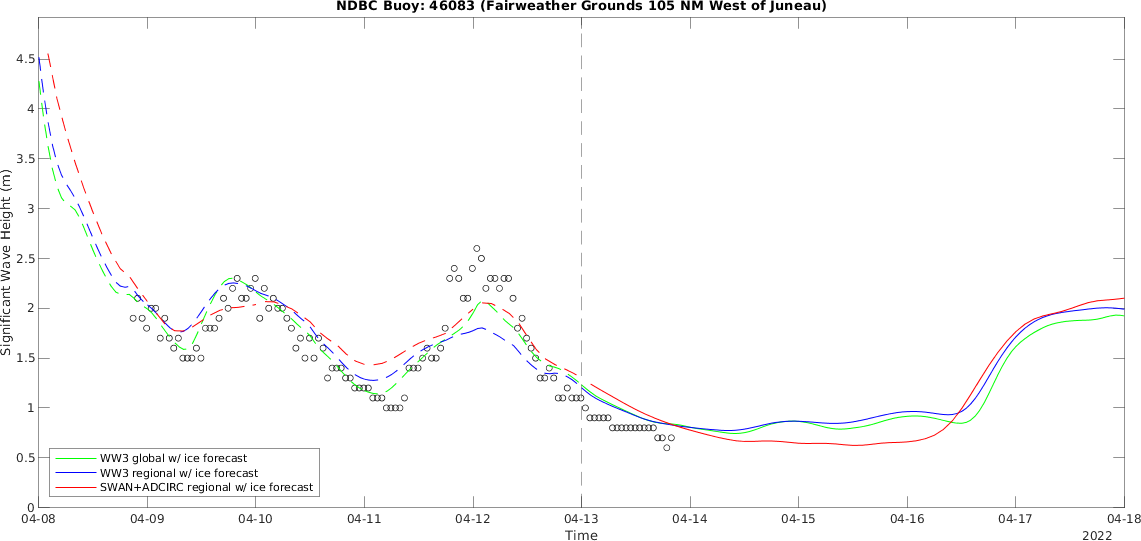 NDBC Buoy: 46083 (Fairweather Grounds 105 NM West of Juneau)
Significant Wave Height (m)
4.5
4
3.5
3
2.5
2
1.5
1
0.5
0
WW3 global w/ ice forecast
WW3 regional w/ ice forecast
SWAN+ADCIRC regional w/ ice forecast
04-08 04-09 04-10 04-11 04-12 04-13 04-14 04-15 04-16 04-17 04-18
Time
2022